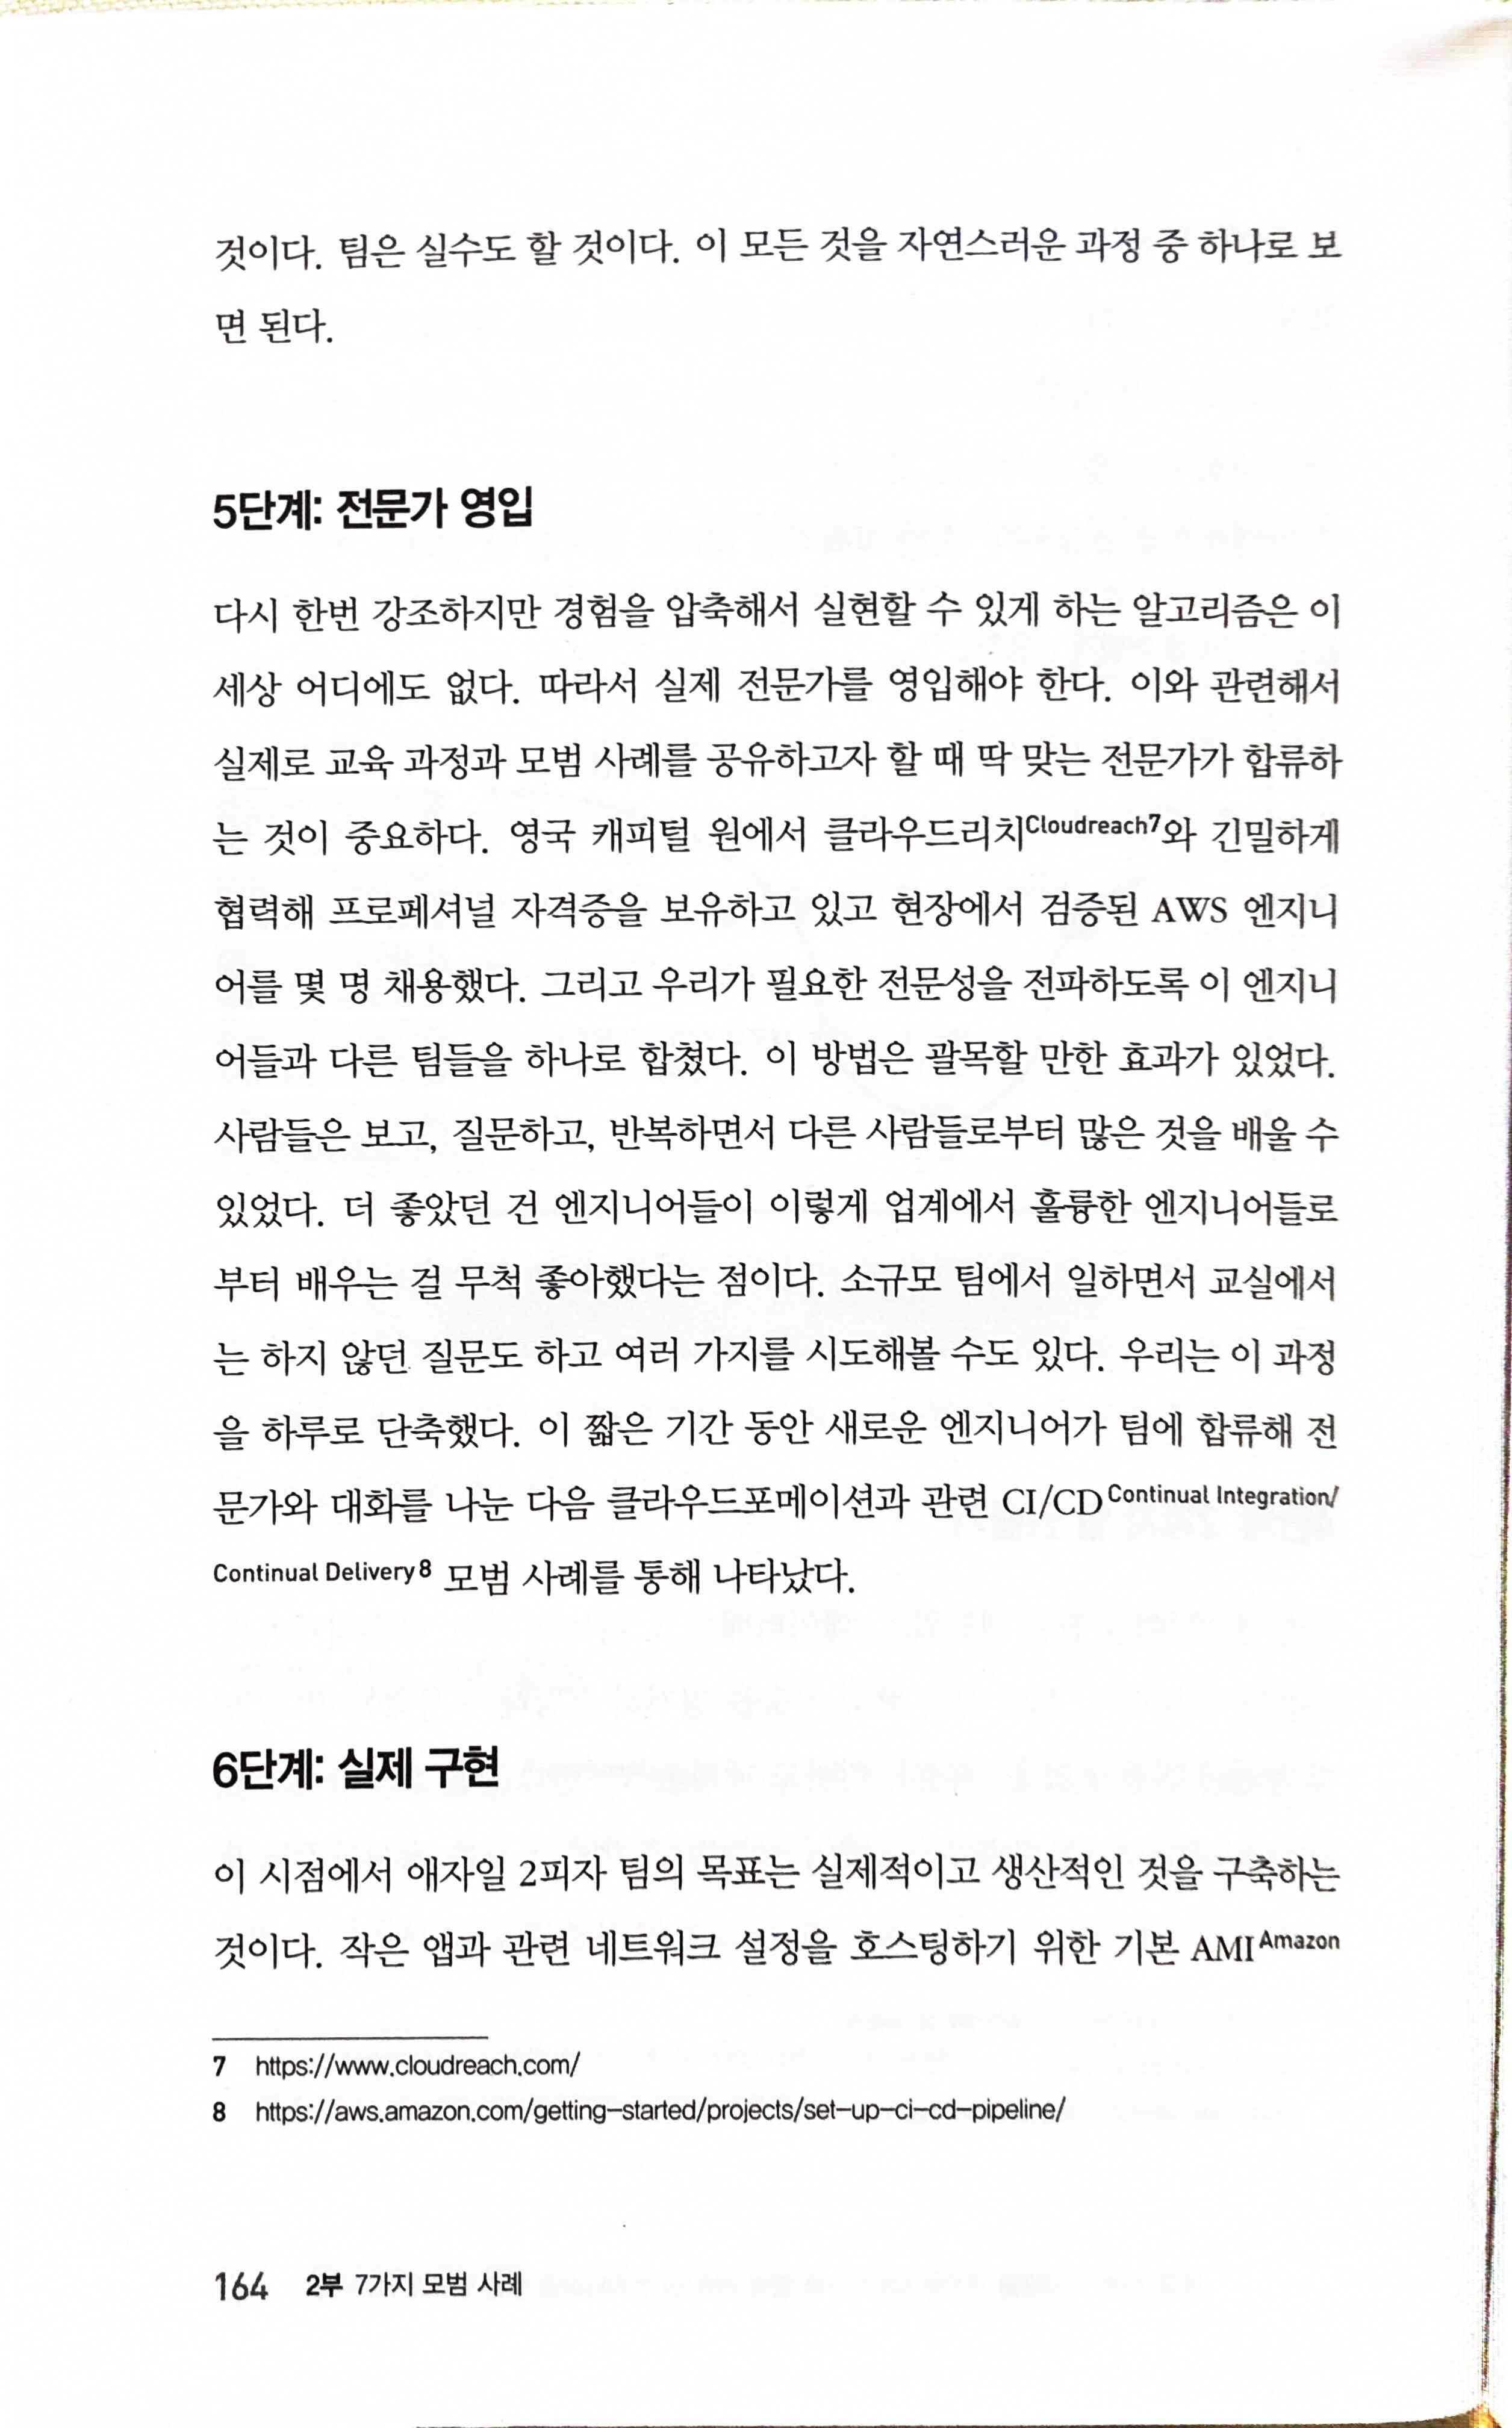 것이다. 팀은 실수도 할 것이다. 이 모든 것을 자연스러운 과정 중 하나로 보
면 된다.
5단계: 전문가 영입
다시 한번 강조하지만 경험을 압축해서 실현할 수 있게 하는 알고리즘은 이
세상 어디에도 없다. 따라서 실제 전문가를 영입해야 한다. 이와 관련해서
실제로 교육 과정과 모범 사례를 공유하고자 할 때 딱 맞는 전문가가 합류하
는 것이 중요하다. 영국 캐피털 원에서 클라우드리치Cloudreach7와 긴밀하게
협력해 프로페셔널 자격증을 보유하고 있고 현장에서 검증된 AWS 엔지니
어를 몇 명 채용했다. 그리고 우리가 필요한 전문성을 전파하도록 이 엔지니
어들과 다른 팀들을 하나로 합쳤다. 이 방법은 괄목할 만한 효과가 있었다.
사람들은 보고, 질문하고, 반복하면서 다른 사람들로부터 많은 것을 배울 수
있었다. 더 좋았던 건 엔지니어들이 이렇게 업계에서 훌륭한 엔지니어들로
부터 배우는 걸 무척 좋아했다는 점이다. 소규모 팀에서 일하면서 교실에서
는 하지 않던 질문도 하고 여러 가지를 시도해볼 수도 있다. 우리는 이 과정
을 하루로 단축했다. 이 짧은 기간 동안 새로운 엔지니어가 팀에 합류해 전
문가와 대화를 나눈 다음 클라우드포메이션과 관련 CI/CD Continual Integration/
Continual Delivery8 모범 사례를 통해 나타났다.
6단계: 실제 구현
이 시점에서 애자일 2피자 팀의 목표는 실제적이고 생산적인 것을 구축하는
것이다. 작은 앱과 관련 네트워크 설정을 호스팅하기 위한 기본 AMI Amazon
7 https://www.cloudreach.com/
8 https://aws.amazon.com/getting-started/projects/set-up-ci-cd-pipeline/
164 2부 7가지 모범 사례